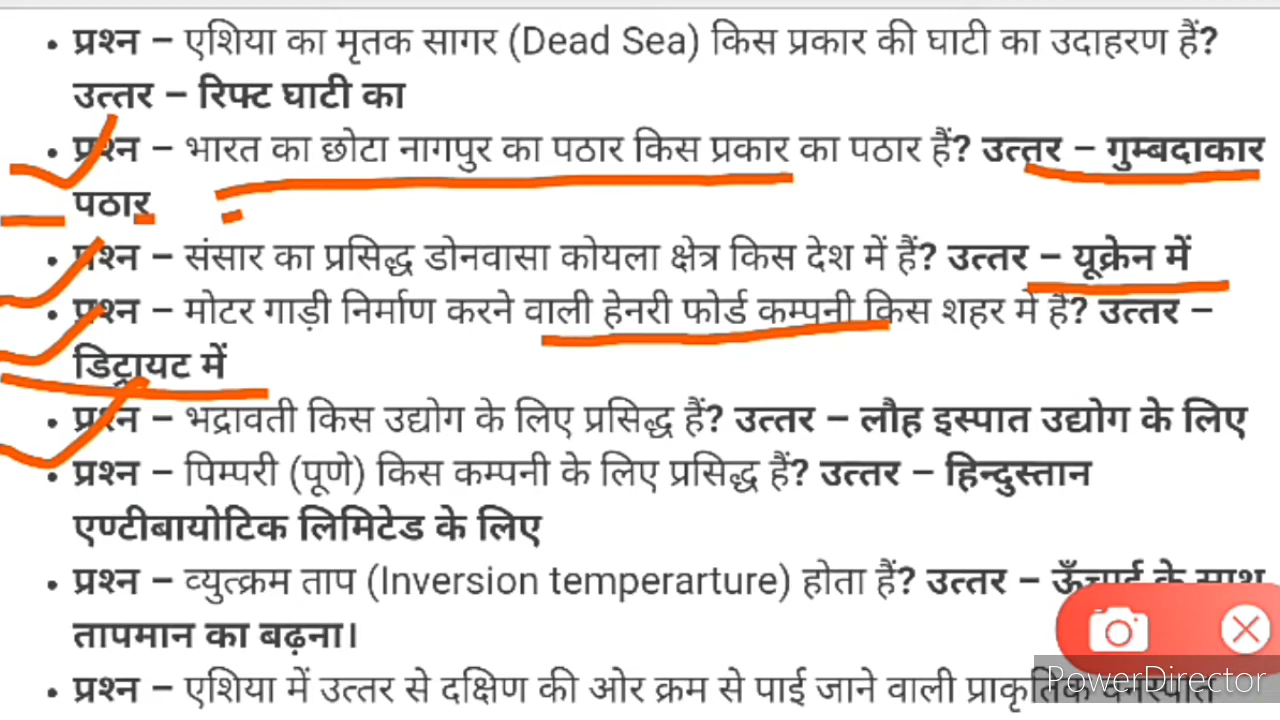 • प्रश्न – एशिया का मृतक सागर (Dead Sea) किस प्रकार की घाटी का उदाहरण हैं?
उत्तर – रिफ्ट घाटी का
• प्रश्न – भारत का छोटा नागपुर का पठार किस प्रकार का पठार हैं? उत्तर – गुम्बदाकार
पठार
• प्रश्न – संसार का प्रसिद्ध डोनवासा कोयला क्षेत्र किस देश में हैं? उत्तर – यूक्रेन में
• प्रश्न – मोटर गाड़ी निर्माण करने वाली हेनरी फोर्ड कम्पनी किस शहर में है? उत्तर –
डिट्रायट में
• प्रश्न – भद्रावती किस उद्योग के लिए प्रसिद्ध हैं? उत्तर – लौह इस्पात उद्योग के लिए
• प्रश्न – पिम्परी (पूणे) किस कम्पनी के लिए प्रसिद्ध हैं? उत्तर – हिन्दुस्तान
एण्टीबायोटिक लिमिटेड के लिए
• प्रश्न – व्युत्क्रम ताप (Inversion temperarture) होता हैं? उत्तर – ऊँचाई के साथ
तापमान का बढ़ना।
• प्रश्न – एशिया में उत्तर से दक्षिण की ओर क्रम से पाई जाने वाली प्राकृतिक वनस्पति
PowerDirector